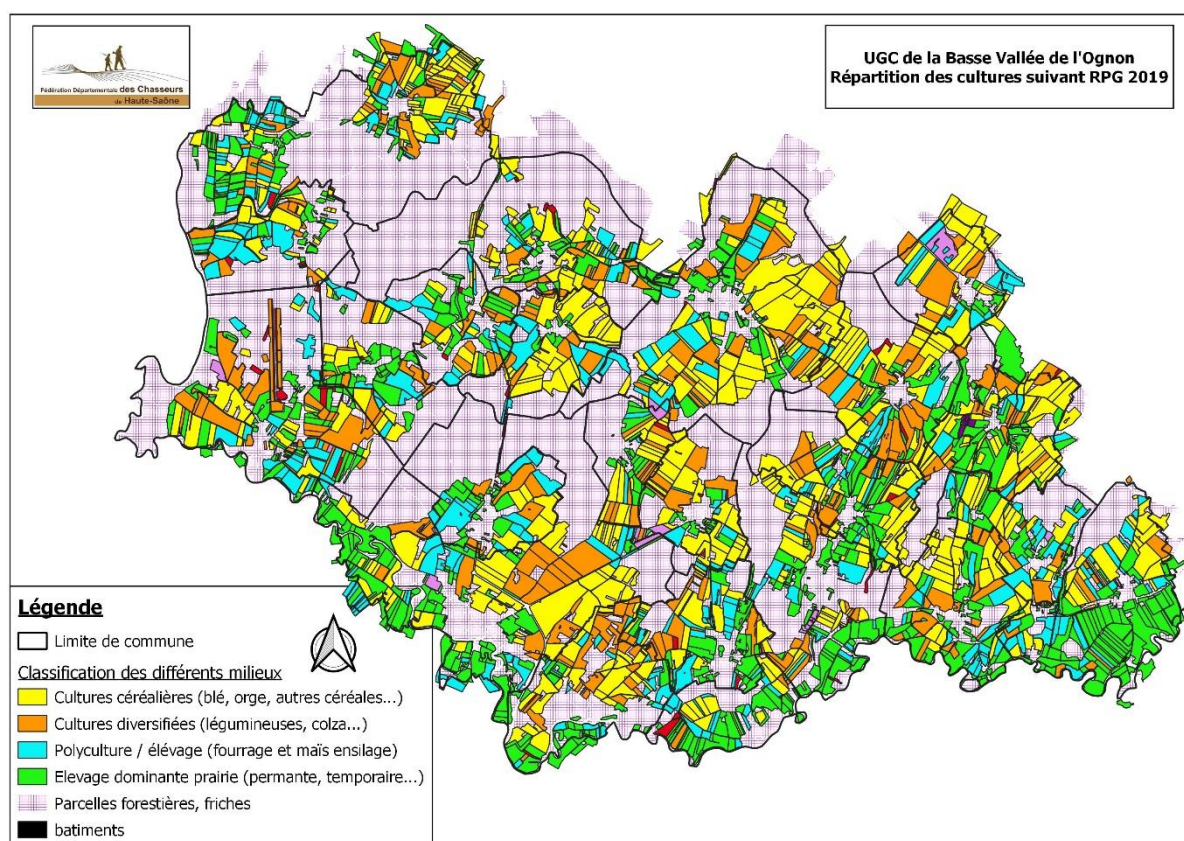 Fédération Départementale des Chasseurs
de Haute-Saône
UGC de la Basse Vallée de l'Ognon
Répartition des cultures suivant RPG 2019
Légende
Limite de commune
Classification des différents milieux
Cultures céréalières (blé, orge, autres céréales...)
Cultures diversifiées (légumineuses, colza...)
Polyculture / élévage (fourrage et maïs ensilage)
Elevage dominante prairie (permante, temporaire...)
Parcelles forestières, friches
batiments